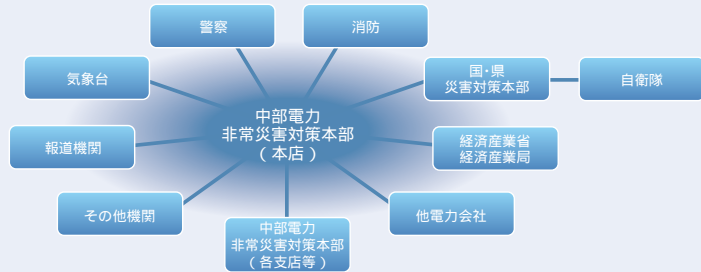 警察
消防
気象台
国・県
災害対策本部
自衛隊
中部電力
非常災害対策本部
（本店）
報道機関
経済産業省
経済産業局
その他機関
他電力会社
中部電力
非常災害対策本部
（各支店等）